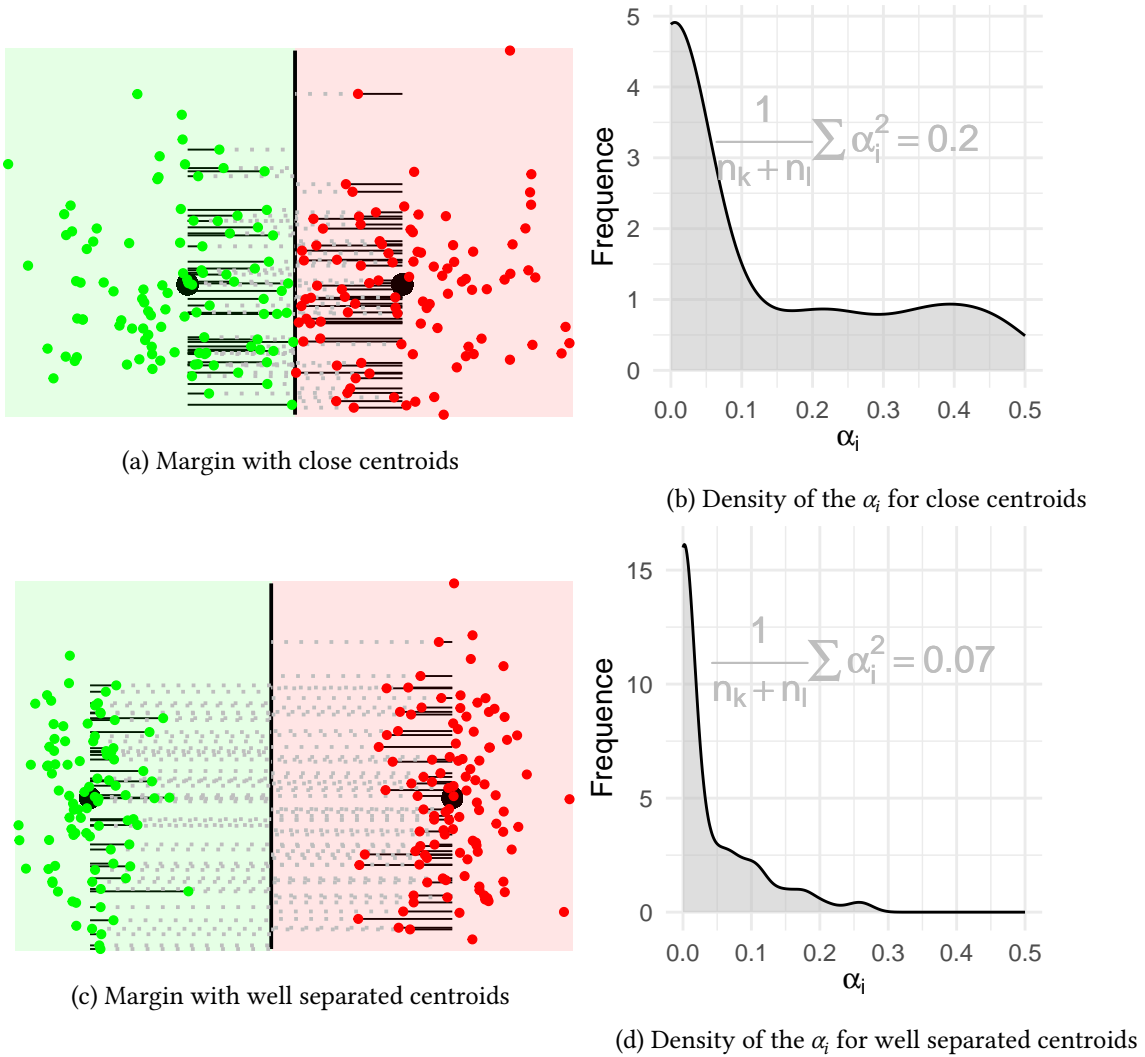 (a) Margin with close centroids
5
4
3
2
1
0
Frequence
1
n_k + n_l
∑ α_i^2 = 0.2
0.0 0.1 0.2 0.3 0.4 0.5
α_i
(b) Density of the α_i for close centroids
(c) Margin with well separated centroids
15
10
5
0
Frequence
1
n_k + n_l
∑ α_i^2 = 0.07
0.0 0.1 0.2 0.3 0.4 0.5
α_i
(d) Density of the α_i for well separated centroids